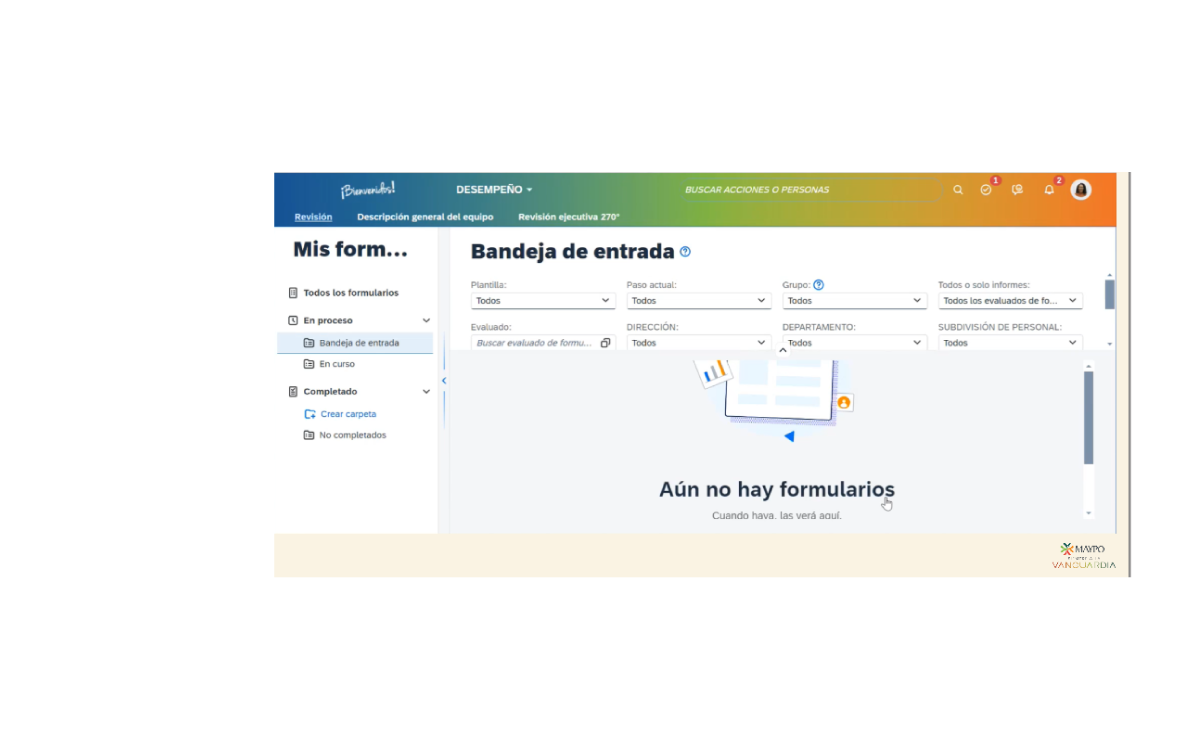 ¡Bienvenidos!
DESEMPEÑO
BUSCAR ACCIONES O PERSONAS
1
2
Revisión
Descripción general del equipo
Revisión ejecutiva 270°
Mis form...
Todos los formularios
En proceso
Bandeja de entrada
En curso
Completado
Crear carpeta
No completados
Bandeja de entrada
Plantilla:
Paso actual:
Grupo:
Todos o solo informes:
Todos
Todos
Todos
Todos los evaluados de fo...
Evaluado:
DIRECCIÓN:
DEPARTAMENTO:
SUBDIVISIÓN DE PERSONAL:
Buscar evaluado de formu...
Todos
Todos
Todos
Aún no hay formularios
Cuando haya, las verá aquí.
MAYPO
VANGUARDIA